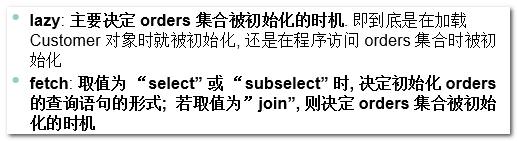 • lazy: 主要决定 orders 集合被初始化的时机. 即到底是在加载
Customer 对象时就被初始化, 还是在程序访问 orders 集合时被初
始化
• fetch: 取值为 “select” 或 “subselect” 时, 决定初始化 orders
的查询语句的形式;  若取值为”join”, 则决定 orders 集合被初始
化的时机